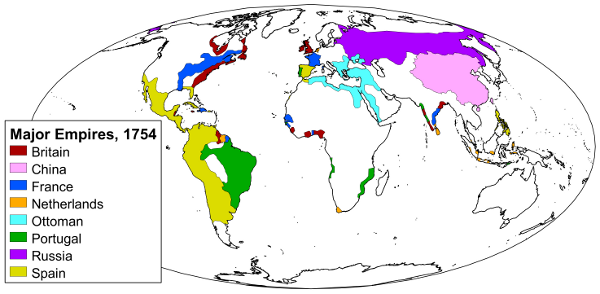 Major Empires, 1754
Britain
China
France
Netherlands
Ottoman
Portugal
Russia
Spain